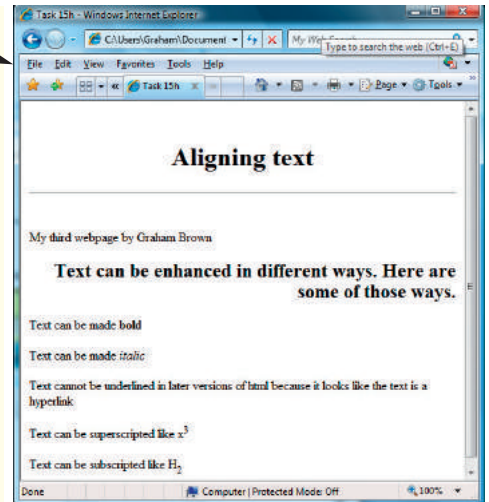 Task 15h - Windows Internet Explorer
C:\Users\Graham\Document
My Web Search
Type to search the web (Ctrl+E)
File Edit View Favorites Tools Help
Task 15h
Page Tools
Aligning text
My third webpage by Graham Brown
Text can be enhanced in different ways. Here are
some of those ways.
Text can be made bold
Text can be made italic
Text cannot be underlined in later versions of html because it looks like the text is a
hyperlink
Text can be superscripted like x³
Text can be subscripted like H₂
Done Computer | Protected Mode: Off 100%